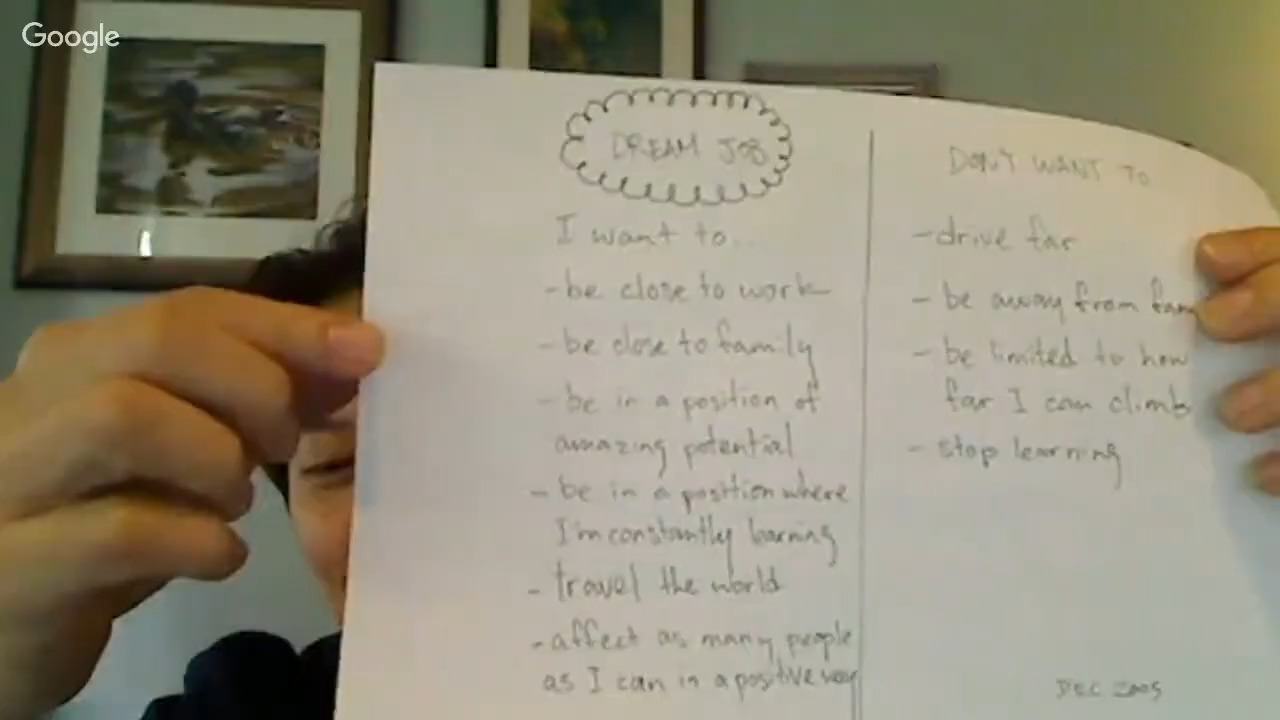 Google
DREAM JOB
I want to...
-be close to work
-be close to family
-be in a position of
amazing potential
-be in a position where
I'm constantly learning
-travel the world
-affect as many people
as I can in a positive way
DON'T WANT TO
-drive far
-be away from fam
-be limited to how
far I can climb
-stop learning
DEC 2005